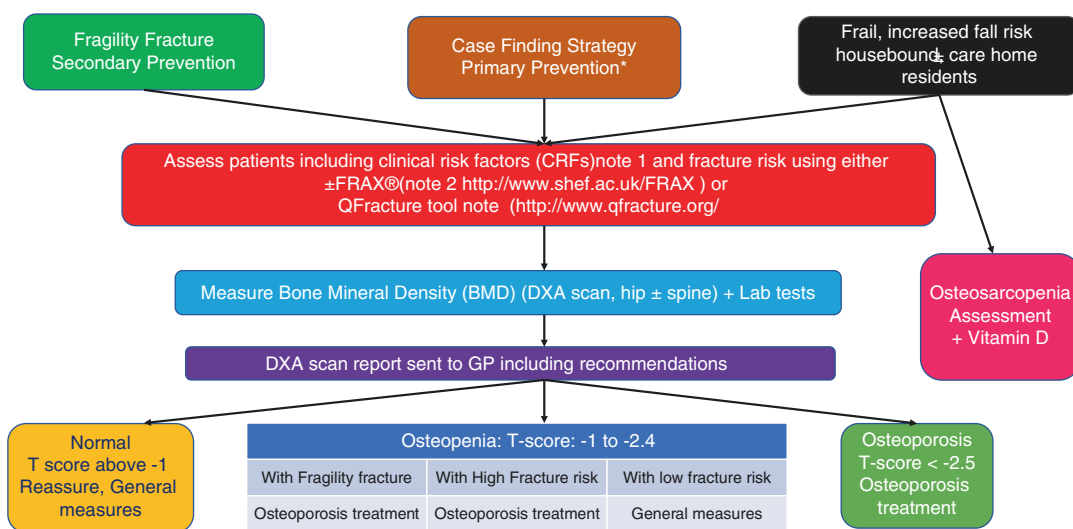 Fragility Fracture
Secondary Prevention
Case Finding Strategy
Primary Prevention*
Frail, increased fall risk
housebound, care home
residents
Assess patients including clinical risk factors (CRFs)note 1 and fracture risk using either
±FRAX®(note 2 http://www.shef.ac.uk/FRAX ) or
QFracture tool note (http://www.qfracture.org/
Measure Bone Mineral Density (BMD) (DXA scan, hip ± spine) + Lab tests
Osteosarcopenia
Assessment
+ Vitamin D
DXA scan report sent to GP including recommendations
Normal
T score above -1
Reassure, General
measures
Osteopenia: T-score: -1 to -2.4
With Fragility fracture
With High Fracture risk
With low fracture risk
Osteoporosis treatment
Osteoporosis treatment
General measures
Osteoporosis
T-score < -2.5
Osteoporosis
treatment